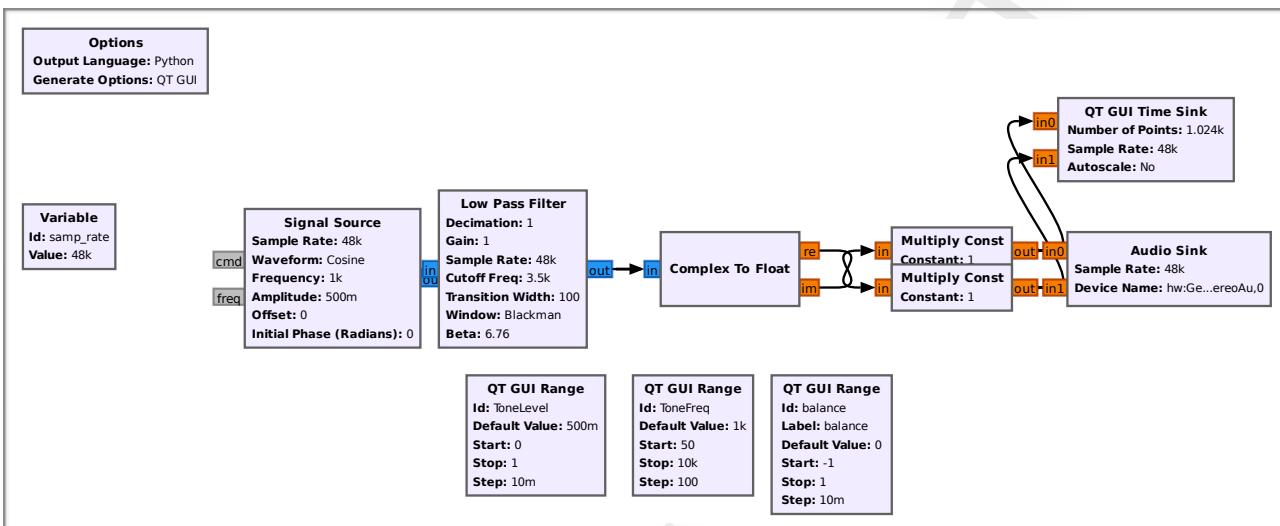 Options
Output Language: Python
Generate Options: QT GUI
Variable
Id: samp_rate
Value: 48k
cmd
freq
Signal Source
Sample Rate: 48k
Waveform: Cosine
Frequency: 1k
Amplitude: 500m
Offset: 0
Initial Phase (Radians): 0
in
Low Pass Filter
Decimation: 1
Gain: 1
Sample Rate: 48k
Cutoff Freq: 3.5k
Transition Width: 100
Window: Blackman
Beta: 6.76
out
in
Complex To Float
re
im
in
Multiply Const
Constant: 1
out
in
Multiply Const
Constant: 1
out
in0
in1
QT GUI Time Sink
Number of Points: 1.024k
Sample Rate: 48k
Autoscale: No
in0
in1
Audio Sink
Sample Rate: 48k
Device Name: hw:Ge...ereoAu,0
QT GUI Range
Id: ToneLevel
Default Value: 500m
Start: 0
Stop: 1
Step: 10m
QT GUI Range
Id: ToneFreq
Default Value: 1k
Start: 50
Stop: 10k
Step: 100
QT GUI Range
Id: balance
Label: balance
Default Value: 0
Start: -1
Stop: 1
Step: 10m